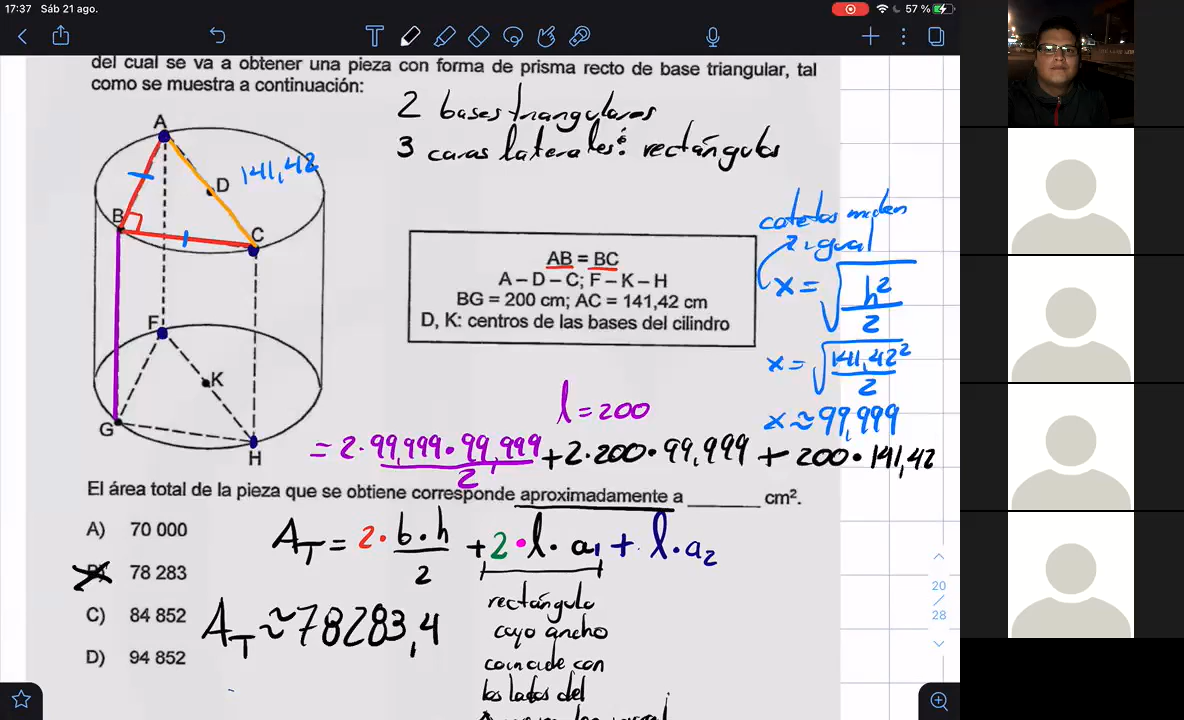 17:37 Sáb 21 ago.
57 %
del cual se va a obtener una pieza con forma de prisma recto de base triangular, tal
como se muestra a continuación:
2 bases triangulares
3 caras laterales: rectángulos
A
D
141,42
B
C
F
K
G
H
AB = BC
A – D – C; F – K – H
BG = 200 cm; AC = 141,42 cm
D, K: centros de las bases del cilindro
catetos miden
igual
x = √ h² / 2
x = √ 141,42² / 2
x ≈ 99,999
l = 200
= 2 · 99,999 · 99,999 / 2 + 2 · 200 · 99,999 + 200 · 141,42
El área total de la pieza que se obtiene corresponde aproximadamente a ________ cm².
A) 70 000
B) 78 283
C) 84 852
D) 94 852
A_T = 2 · b · h / 2 + 2 · l · a₁ + l · a₂
A_T ≈ 78283,4
rectángulo
cuyo ancho
coincide con
los lados del
20
/
28